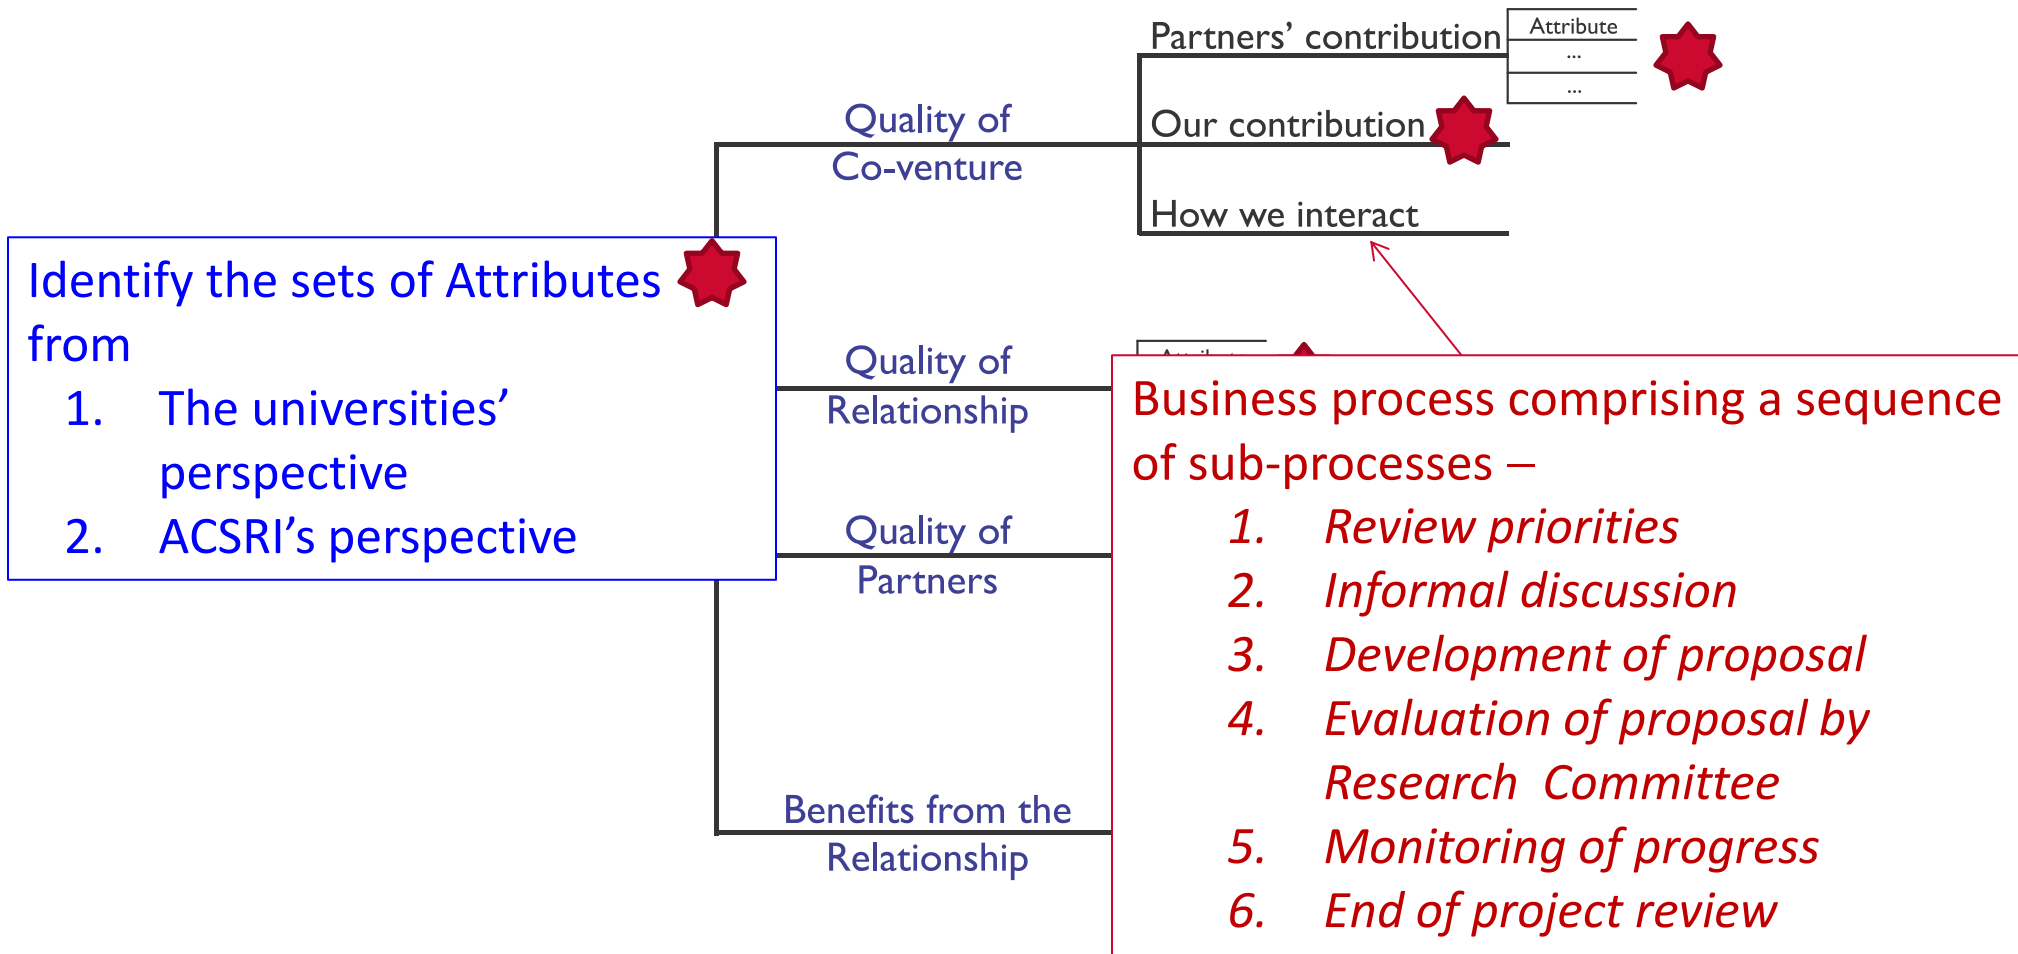 Partners’ contribution
Attribute
...
...
Quality of
Co-venture
Our contribution
How we interact
Identify the sets of Attributes
from
1. The universities’
perspective
2. ACSRI’s perspective
Quality of
Relationship
Quality of
Partners
Benefits from the
Relationship
Business process comprising a sequence
of sub-processes –
1. Review priorities
2. Informal discussion
3. Development of proposal
4. Evaluation of proposal by
Research  Committee
5. Monitoring of progress
6. End of project review